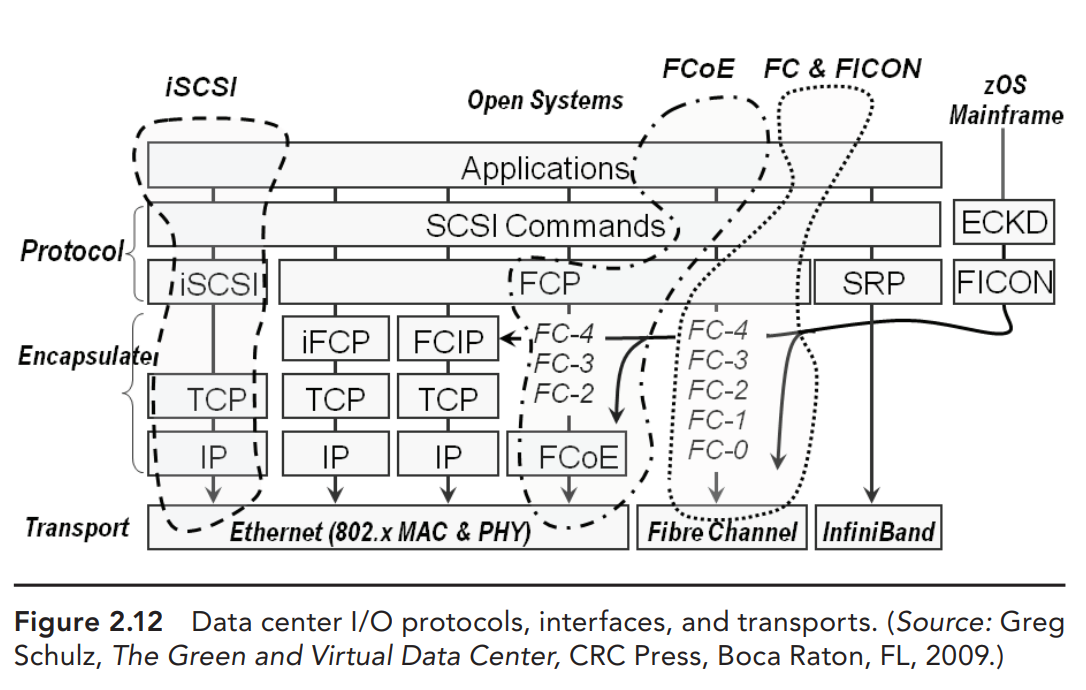 iSCSI
Open Systems
FCoE
FC & FICON
zOS
Mainframe
Applications
Protocol
SCSI Commands
ECKD
iSCSI
FCP
SRP
FICON
Encapsulate
iFCP
FCIP
FC-4
FC-3
FC-2
FC-4
FC-3
FC-2
FC-1
FC-0
TCP
TCP
TCP
IP
IP
IP
FCoE
Transport
Ethernet (802.x MAC & PHY)
Fibre Channel
InfiniBand
Figure 2.12 Data center I/O protocols, interfaces, and transports. (Source: Greg
Schulz, The Green and Virtual Data Center, CRC Press, Boca Raton, FL, 2009.)